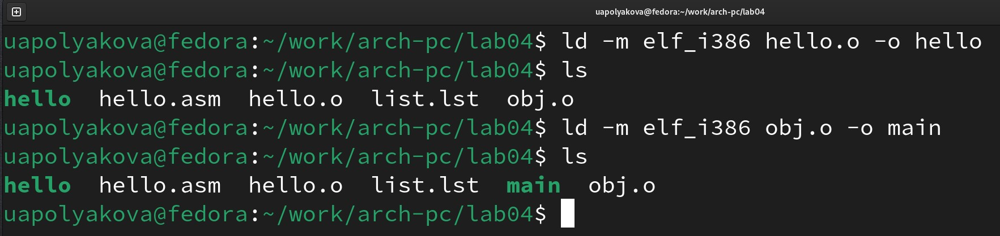 uapolyakova@fedora:~/work/arch-pc/lab04
uapolyakova@fedora:~/work/arch-pc/lab04$ ld -m elf_i386 hello.o -o hello
uapolyakova@fedora:~/work/arch-pc/lab04$ ls
hello  hello.asm  hello.o  list.lst  obj.o
uapolyakova@fedora:~/work/arch-pc/lab04$ ld -m elf_i386 obj.o -o main
uapolyakova@fedora:~/work/arch-pc/lab04$ ls
hello  hello.asm  hello.o  list.lst  main  obj.o
uapolyakova@fedora:~/work/arch-pc/lab04$